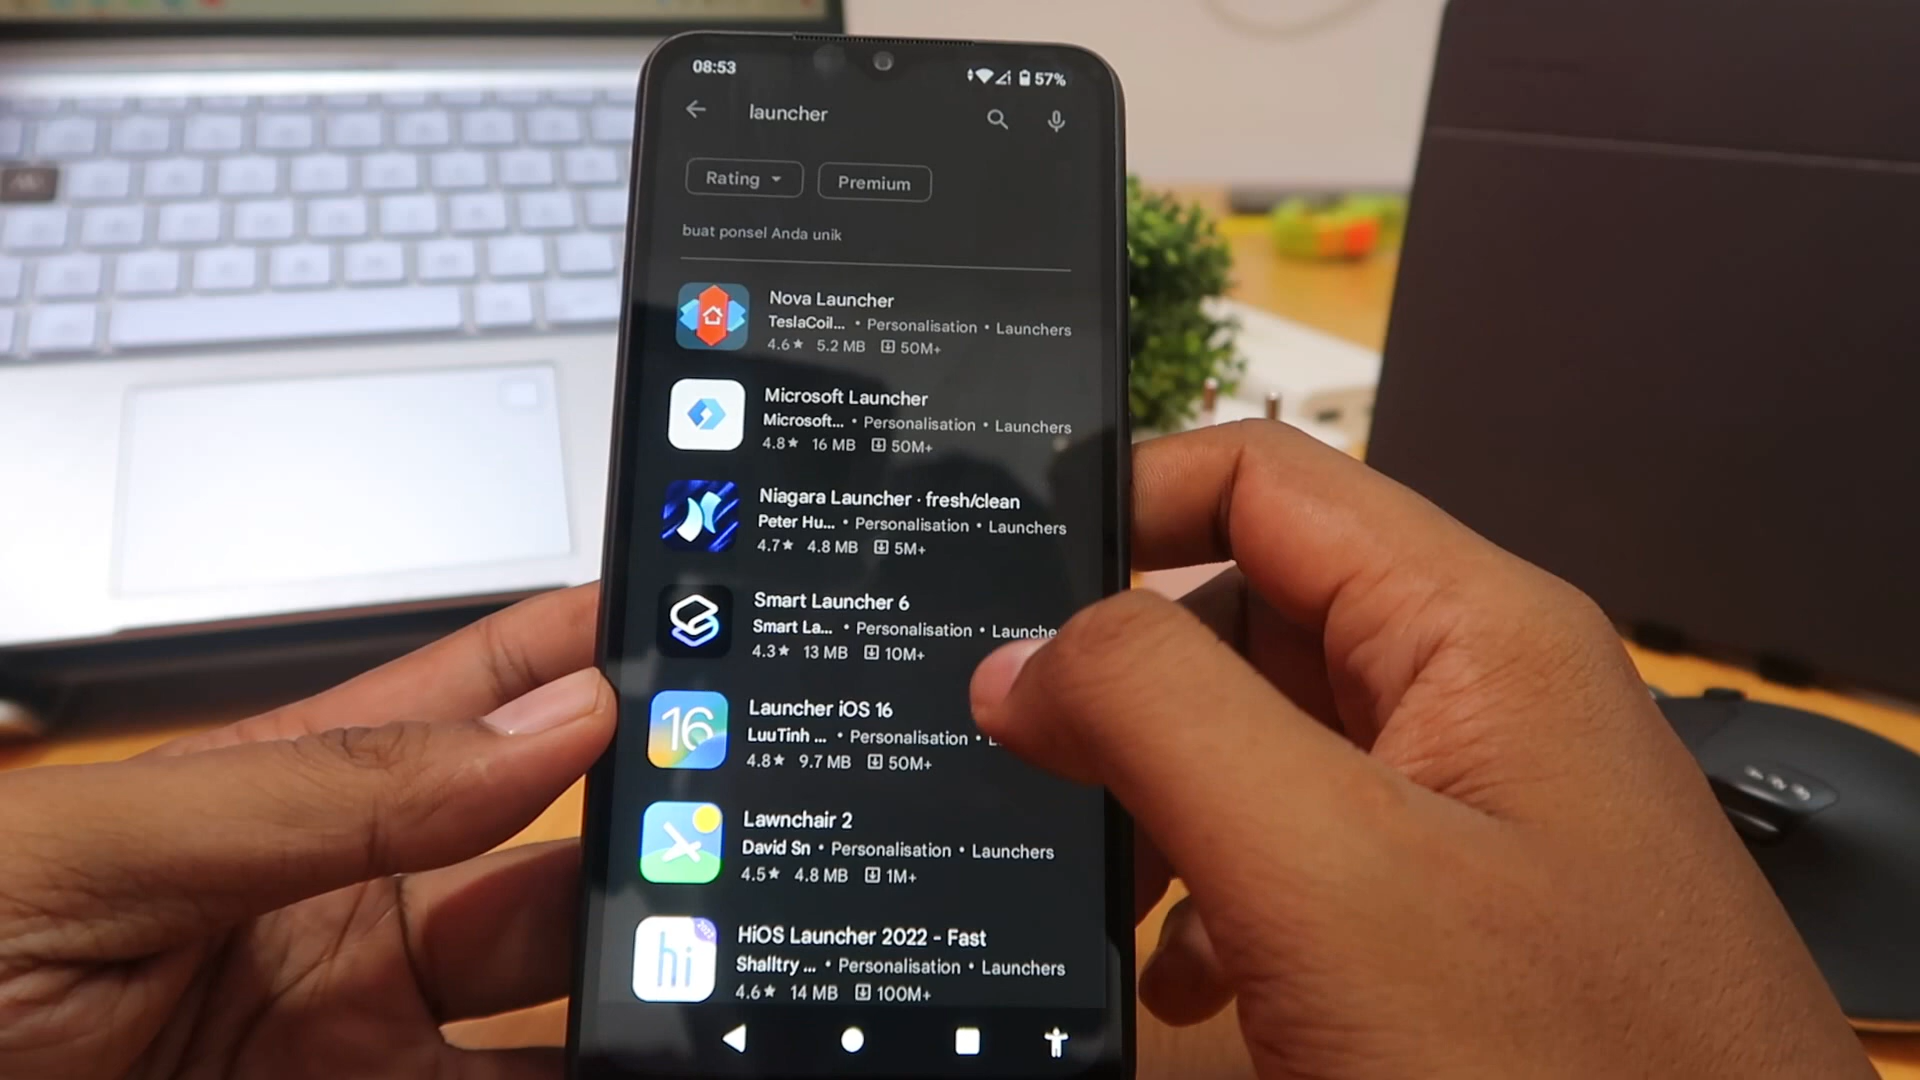 08:53
57%
launcher
Rating
Premium
buat ponsel Anda unik
Nova Launcher
TeslaCoil... • Personalisation • Launchers
4.6★ 5.2 MB 50M+
Microsoft Launcher
Microsoft... • Personalisation • Launchers
4.8★ 16 MB 50M+
Niagara Launcher · fresh/clean
Peter Hu... • Personalisation • Launchers
4.7★ 4.8 MB 5M+
Smart Launcher 6
Smart La... • Personalisation • Launche
4.3★ 13 MB 10M+
16
Launcher iOS 16
LuuTinh ... • Personalisation • L
4.8★ 9.7 MB 50M+
Lawnchair 2
David Sn • Personalisation • Launchers
4.5★ 4.8 MB 1M+
hi
HiOS Launcher 2022 - Fast
Shalltry ... • Personalisation • Launchers
4.6★ 14 MB 100M+